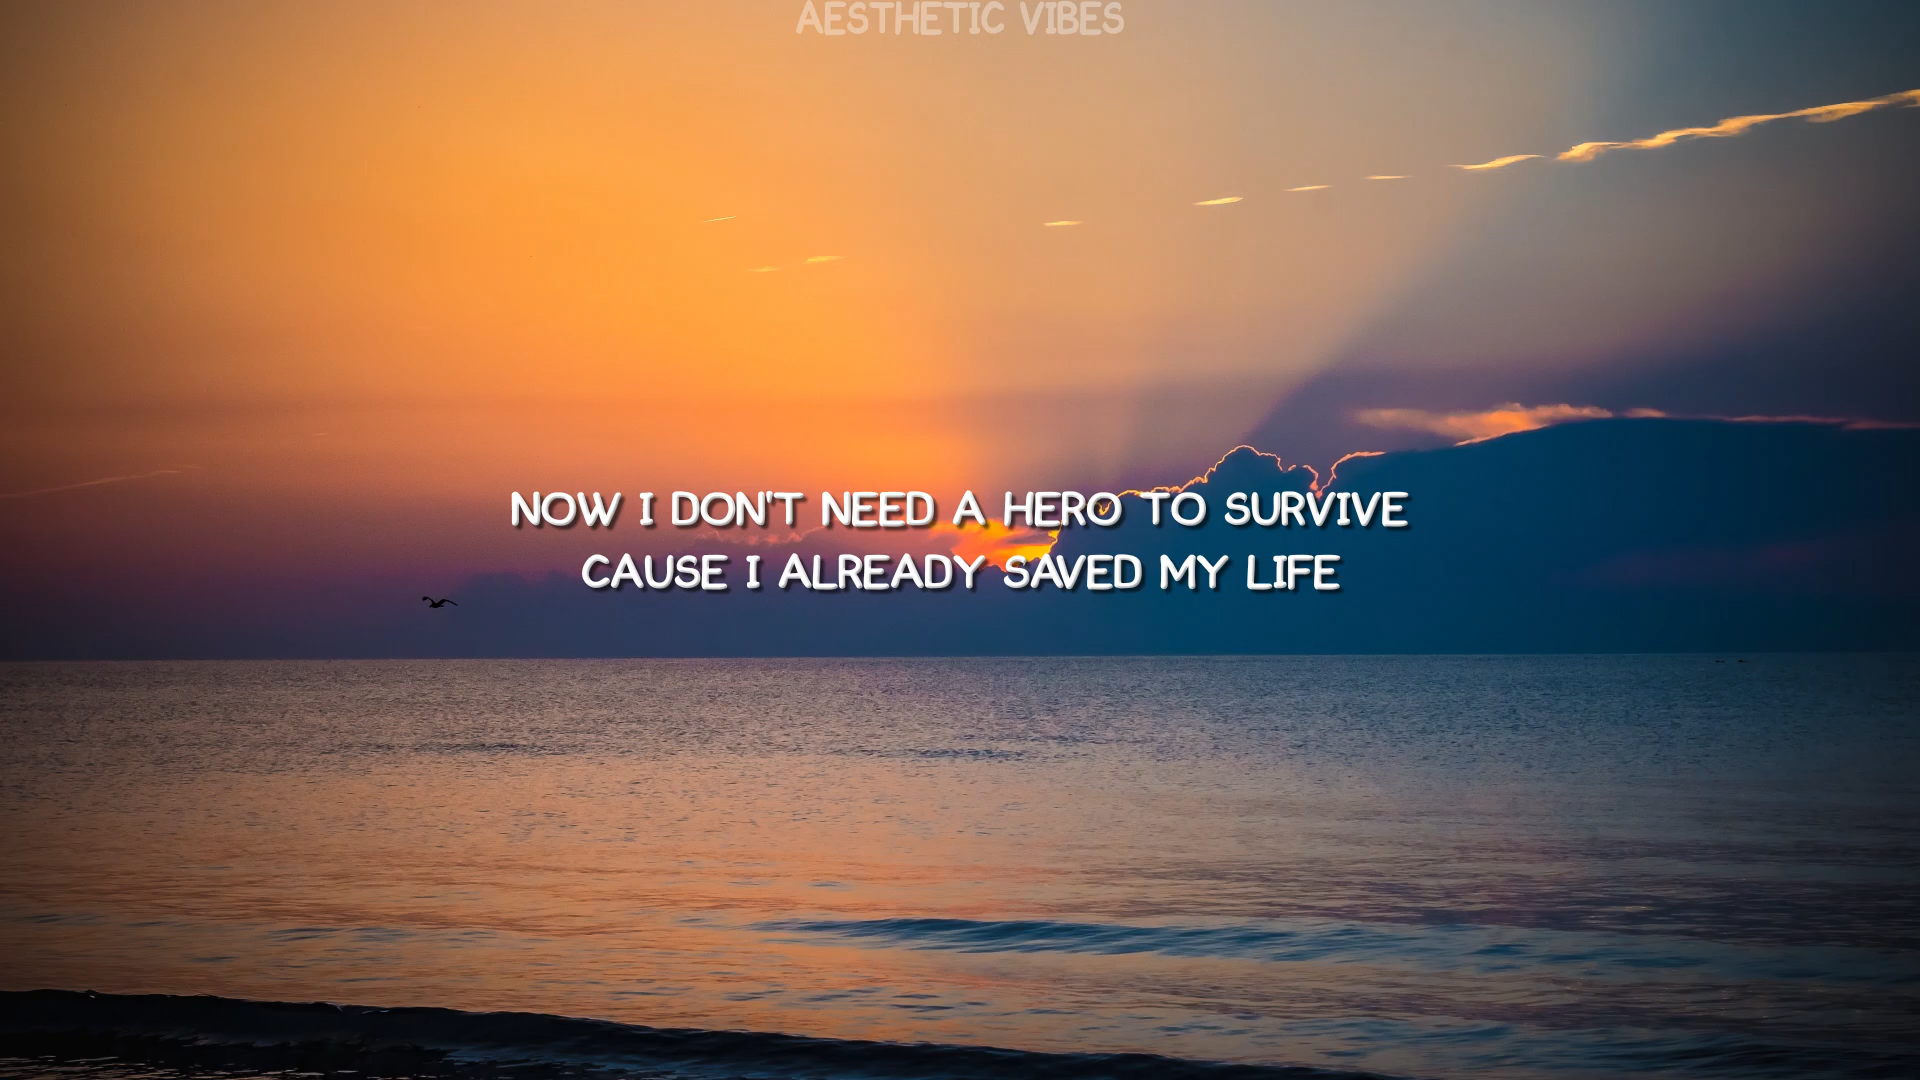 AESTHETIC VIBES
NOW I DON'T NEED A HERO TO SURVIVE
CAUSE I ALREADY SAVED MY LIFE